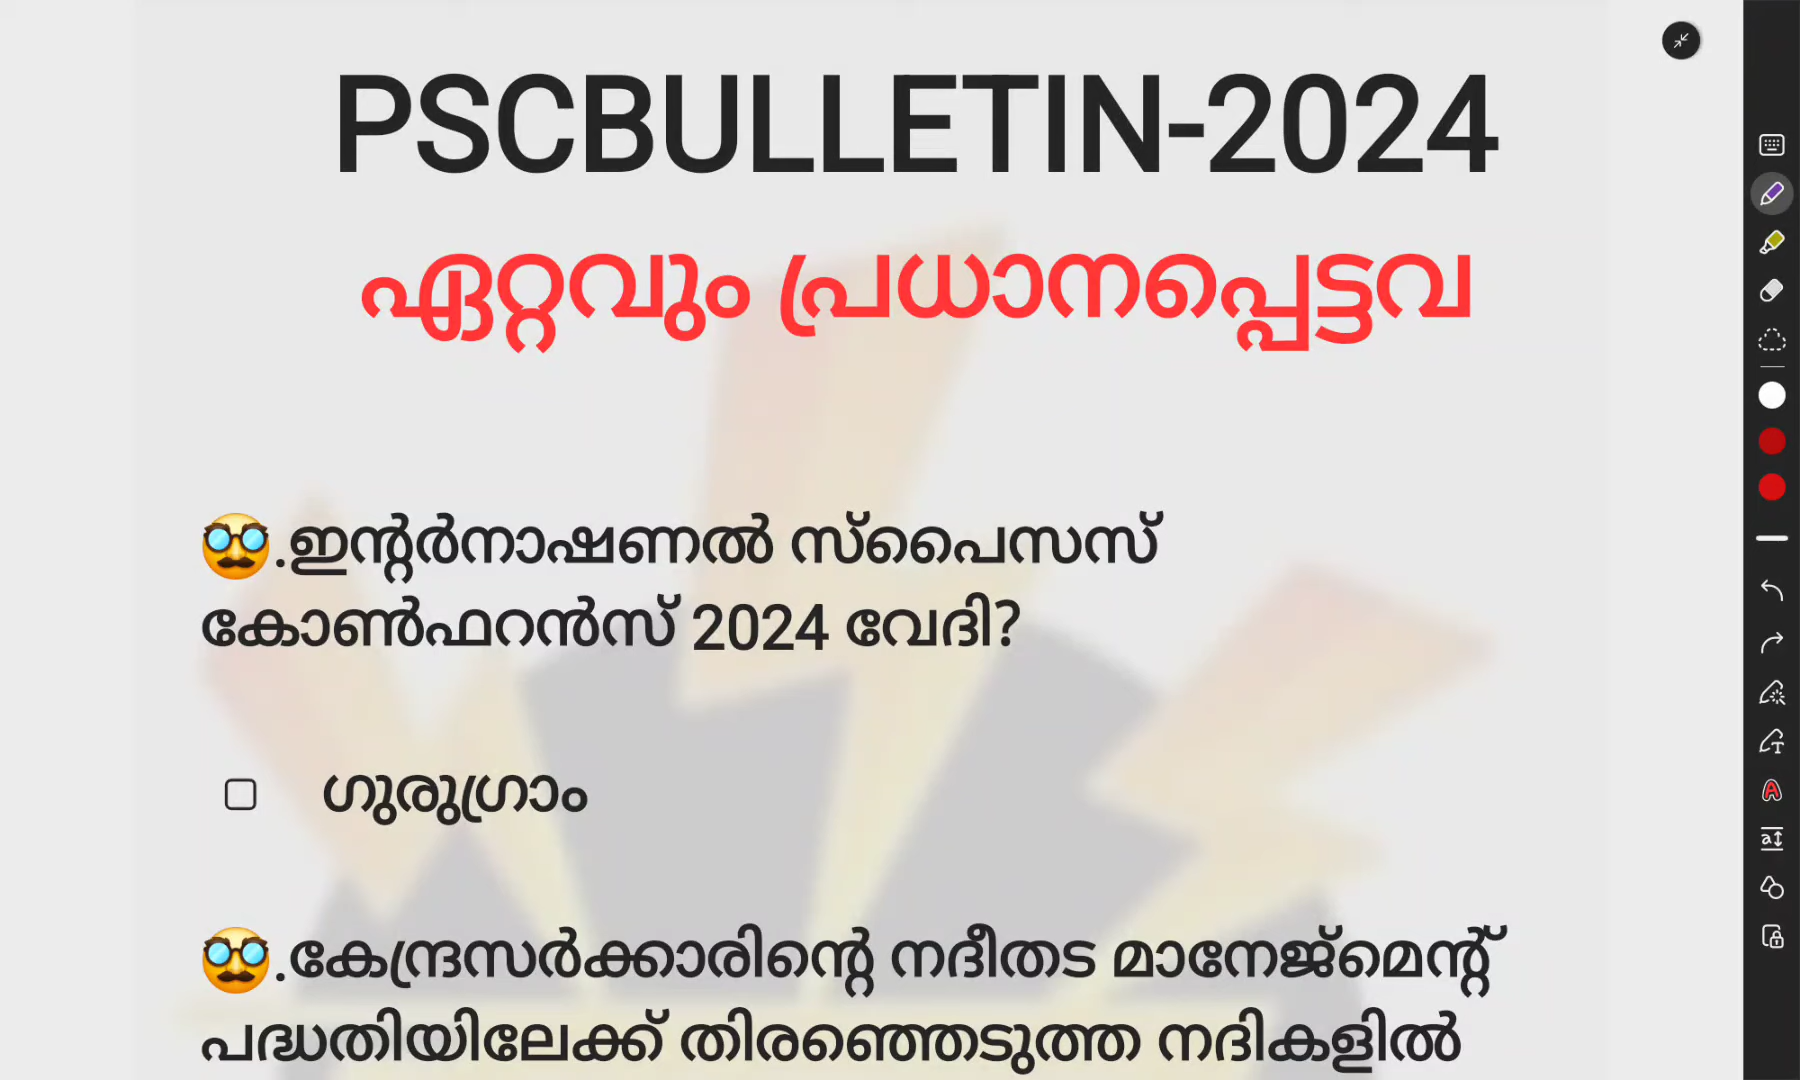 PSCBULLETIN-2024
ഏറ്റവും പ്രധാനപ്പെട്ടവ
.ഇന്റർനാഷണൽ സ്പൈസസ്
കോൺഫറൻസ് 2024 വേദി?
ഗുരുഗ്രാം
.കേന്ദ്രസർക്കാരിന്റെ നദീതട മാനേജ്മെന്റ്
പദ്ധതിയിലേക്ക് തിരഞ്ഞെടുത്ത നദികളിൽ